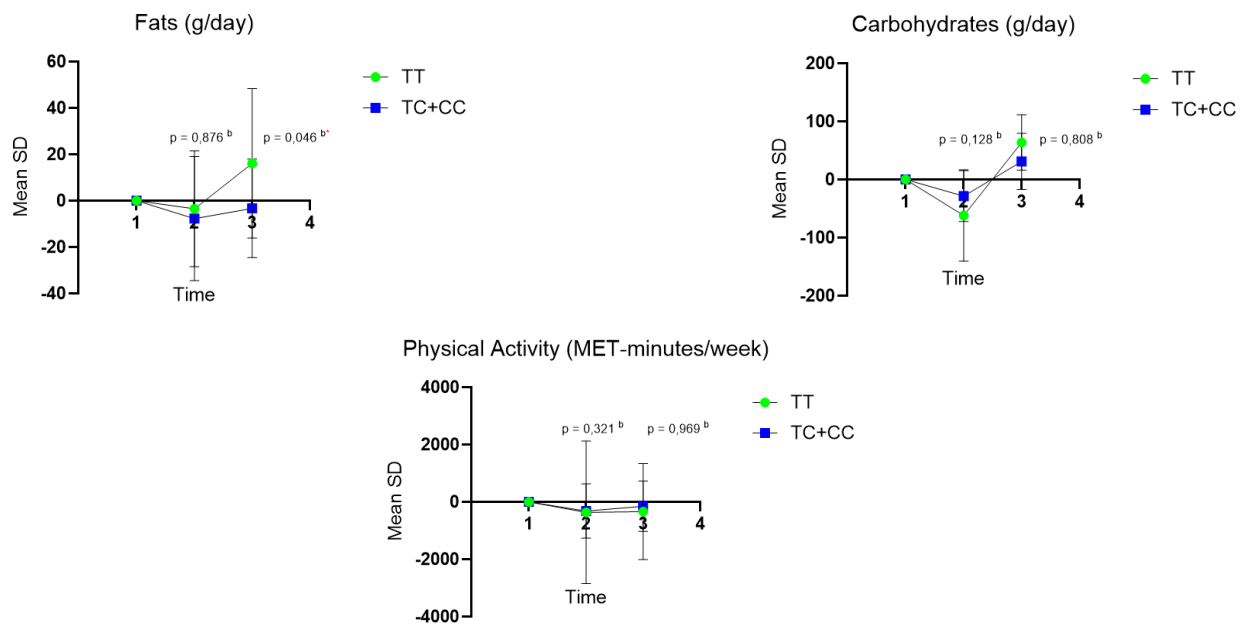 Fats (g/day)
60
40
20
0
-20
-40
Mean SD
1
2
3
4
Time
p = 0,876 b
p = 0,046 b*
TT
TC+CC
Carbohydrates (g/day)
200
100
0
-100
-200
Mean SD
1
2
3
4
Time
p = 0,128 b
p = 0,808 b
TT
TC+CC
Physical Activity (MET-minutes/week)
4000
2000
0
-2000
-4000
Mean SD
1
2
3
4
Time
p = 0,321 b
p = 0,969 b
TT
TC+CC